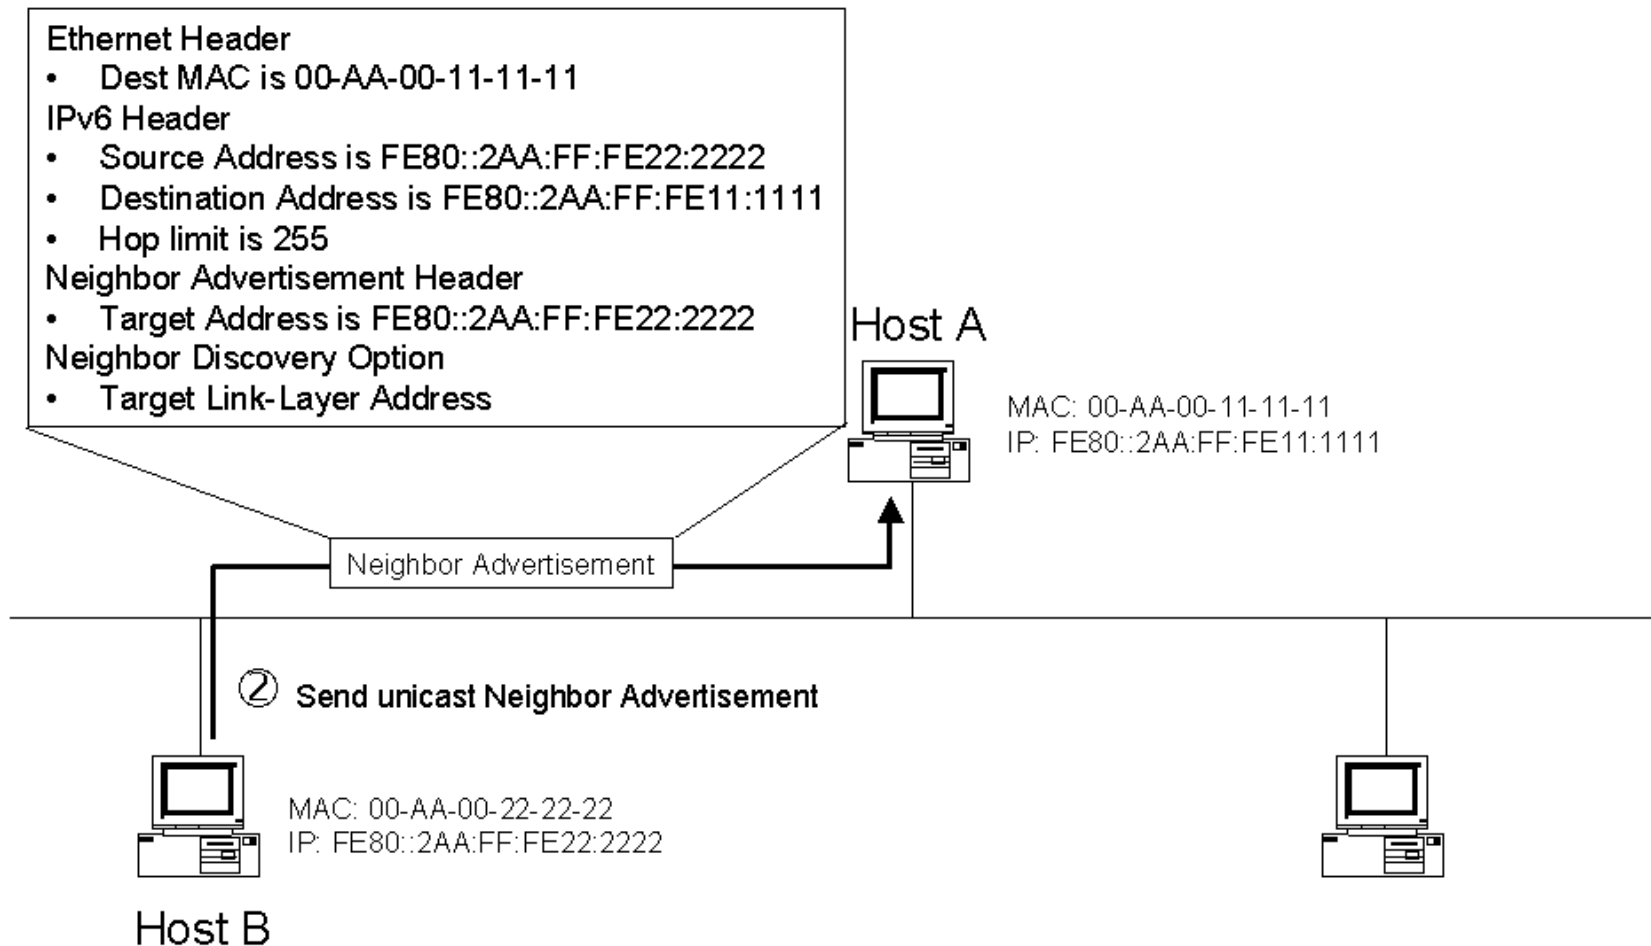 Ethernet Header
• Dest MAC is 00-AA-00-11-11-11
IPv6 Header
• Source Address is FE80::2AA:FF:FE22:2222
• Destination Address is FE80::2AA:FF:FE11:1111
• Hop limit is 255
Neighbor Advertisement Header
• Target Address is FE80::2AA:FF:FE22:2222
Neighbor Discovery Option
• Target Link-Layer Address
Host A
MAC: 00-AA-00-11-11-11
IP: FE80::2AA:FF:FE11:1111
Neighbor Advertisement
② Send unicast Neighbor Advertisement
MAC: 00-AA-00-22-22-22
IP: FE80::2AA:FF:FE22:2222
Host B